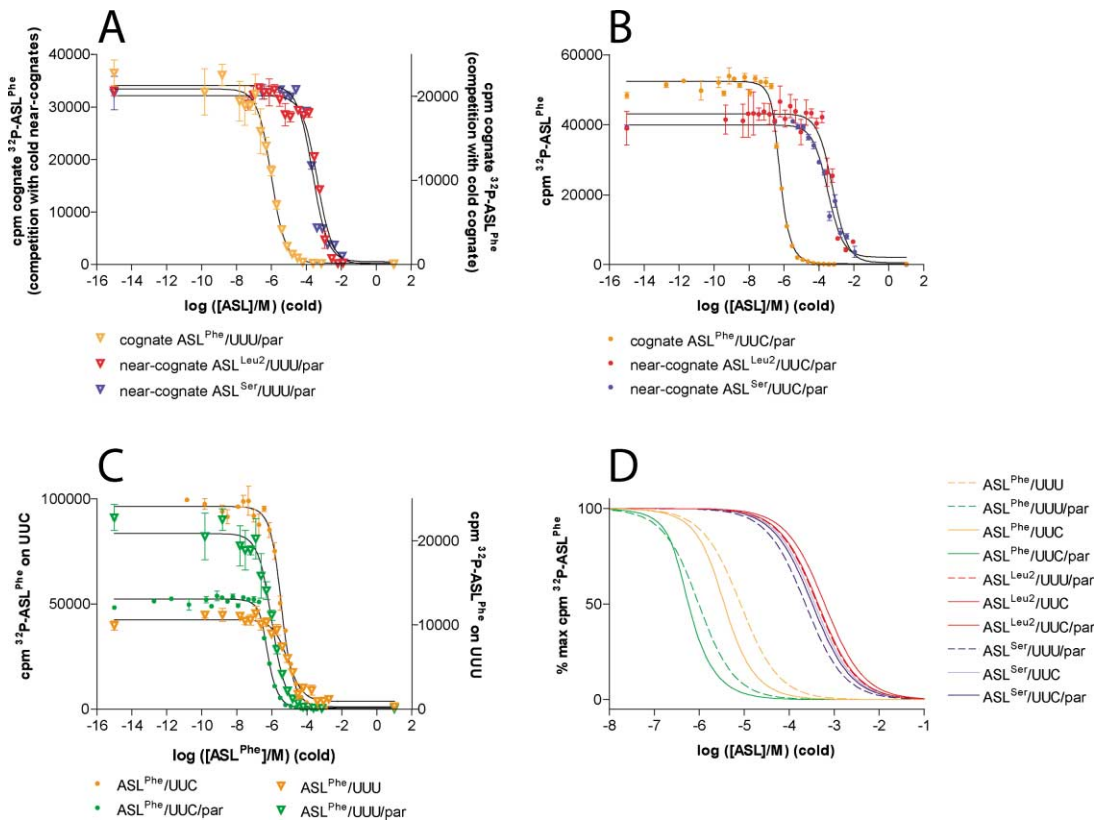 A
cpm cognate ³²P-ASL^Phe
(competition with cold near-cognates)
40000
30000
20000
10000
0
20000
10000
0
cpm cognate ³²P-ASL^Phe
(competition with cold cognate)
-16 -14 -12 -10 -8 -6 -4 -2 0 2
log ([ASL]/M) (cold)
cognate ASL^Phe/UUU/par
near-cognate ASL^Leu2/UUU/par
near-cognate ASL^Ser/UUU/par
B
cpm ³²P-ASL^Phe
60000
40000
20000
0
-16 -14 -12 -10 -8 -6 -4 -2 0 2
log ([ASL]/M) (cold)
cognate ASL^Phe/UUC/par
near-cognate ASL^Leu2/UUC/par
near-cognate ASL^Ser/UUC/par
C
cpm ³²P-ASL^Phe on UUC
100000
50000
0
20000
10000
0
cpm ³²P-ASL^Phe on UUU
-16 -14 -12 -10 -8 -6 -4 -2 0 2
log ([ASL^Phe]/M) (cold)
ASL^Phe/UUC
ASL^Phe/UUC/par
ASL^Phe/UUU
ASL^Phe/UUU/par
D
% max cpm ³²P-ASL^Phe
100
50
0
-8 -7 -6 -5 -4 -3 -2 -1
log ([ASL]/M) (cold)
ASL^Phe/UUU
ASL^Phe/UUU/par
ASL^Phe/UUC
ASL^Phe/UUC/par
ASL^Leu2/UUU/par
ASL^Leu2/UUC
ASL^Leu2/UUC/par
ASL^Ser/UUU/par
ASL^Ser/UUC
ASL^Ser/UUC/par